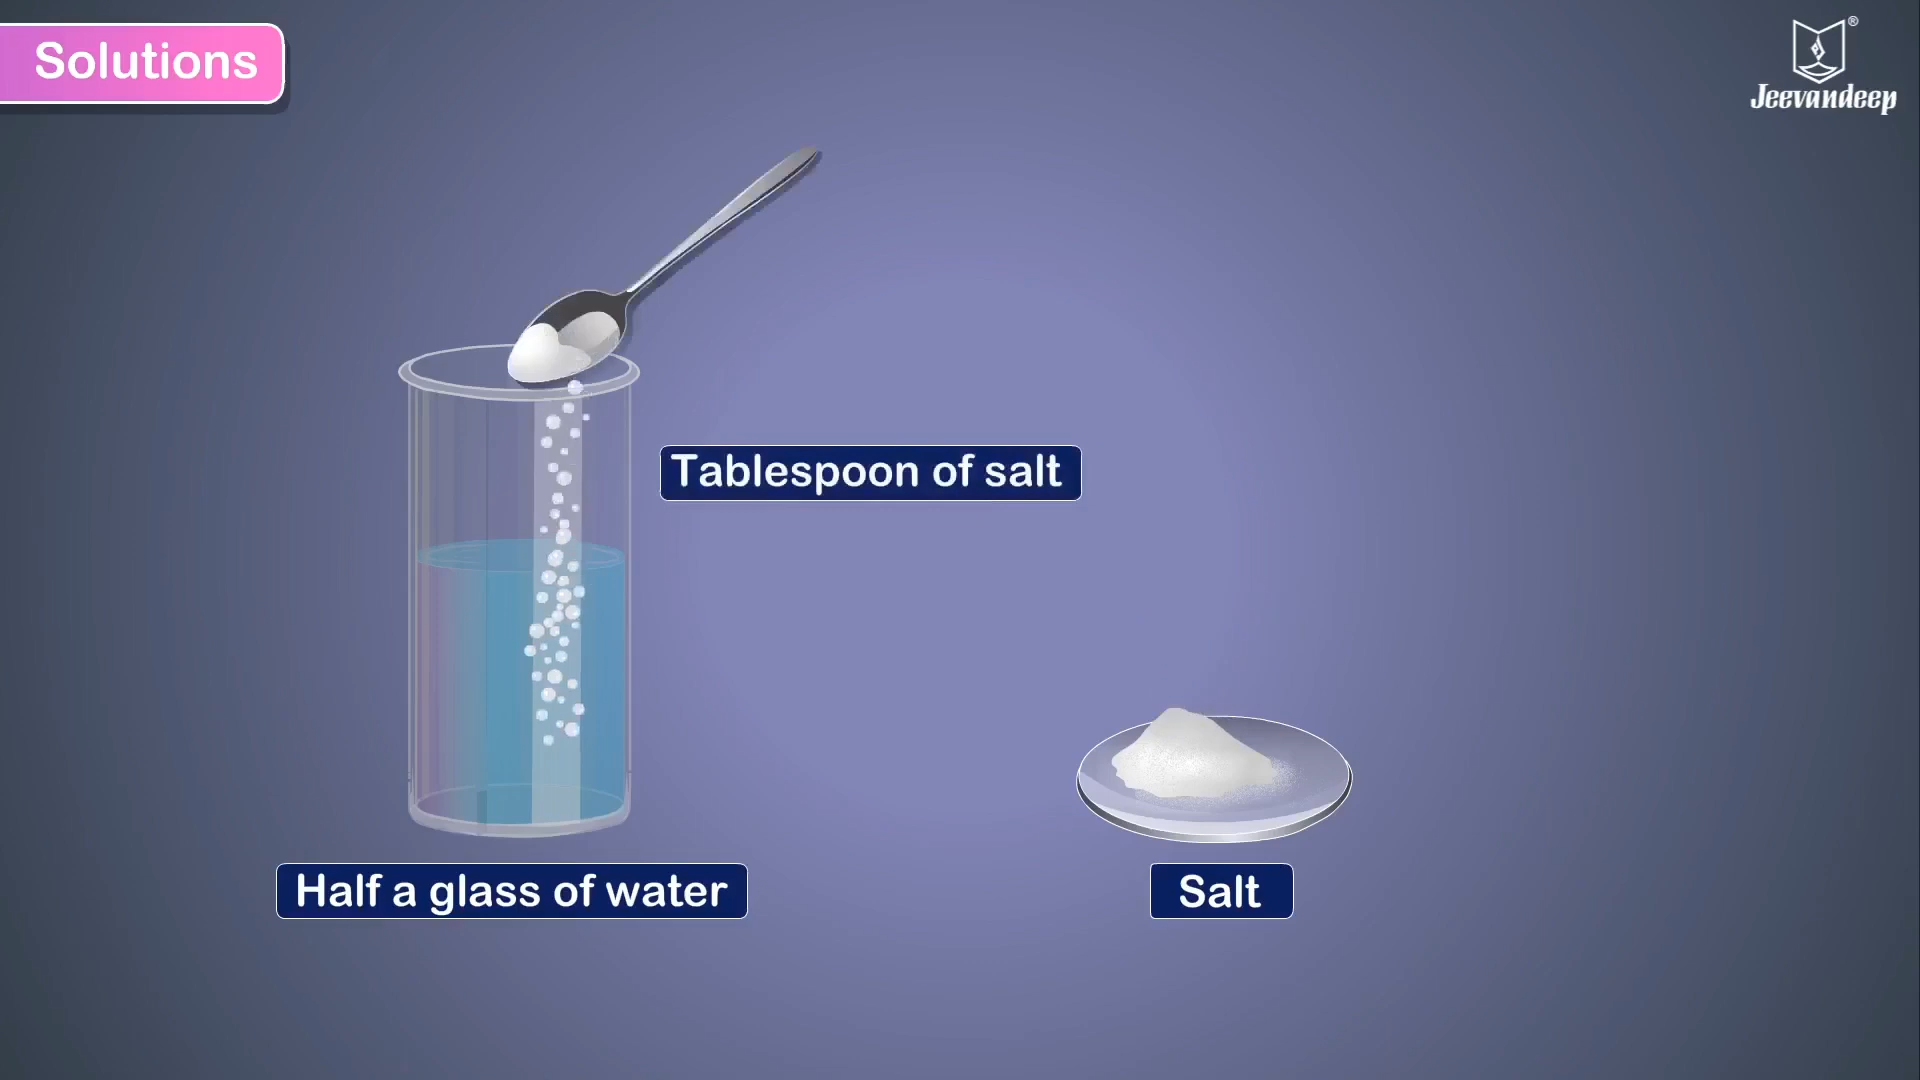 Solutions
®
Jeevandeep
Tablespoon of salt
Half a glass of water
Salt